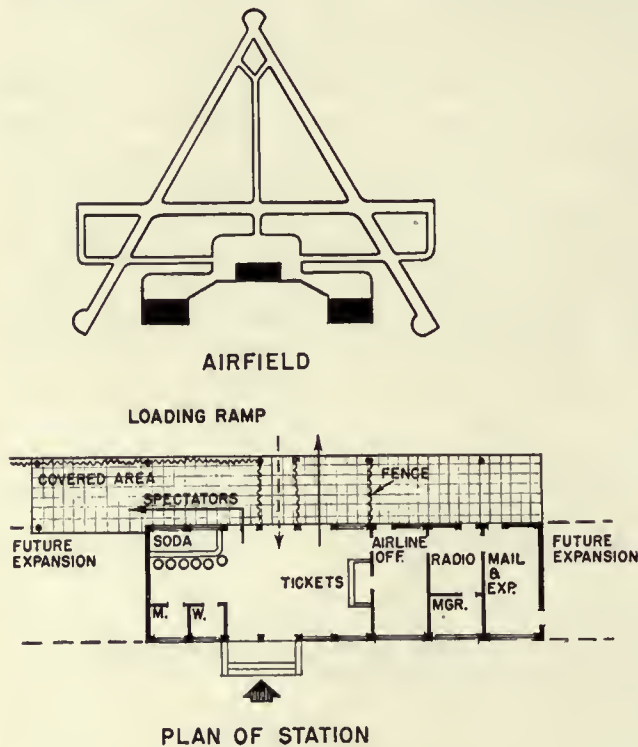 AIRFIELD
LOADING RAMP
COVERED AREA
FENCE
SPECTATORS
FUTURE
EXPANSION
SODA
M.
W.
TICKETS
AIRLINE
OFF.
RADIO
MGR.
MAIL
&
EXP.
FUTURE
EXPANSION
PLAN OF STATION